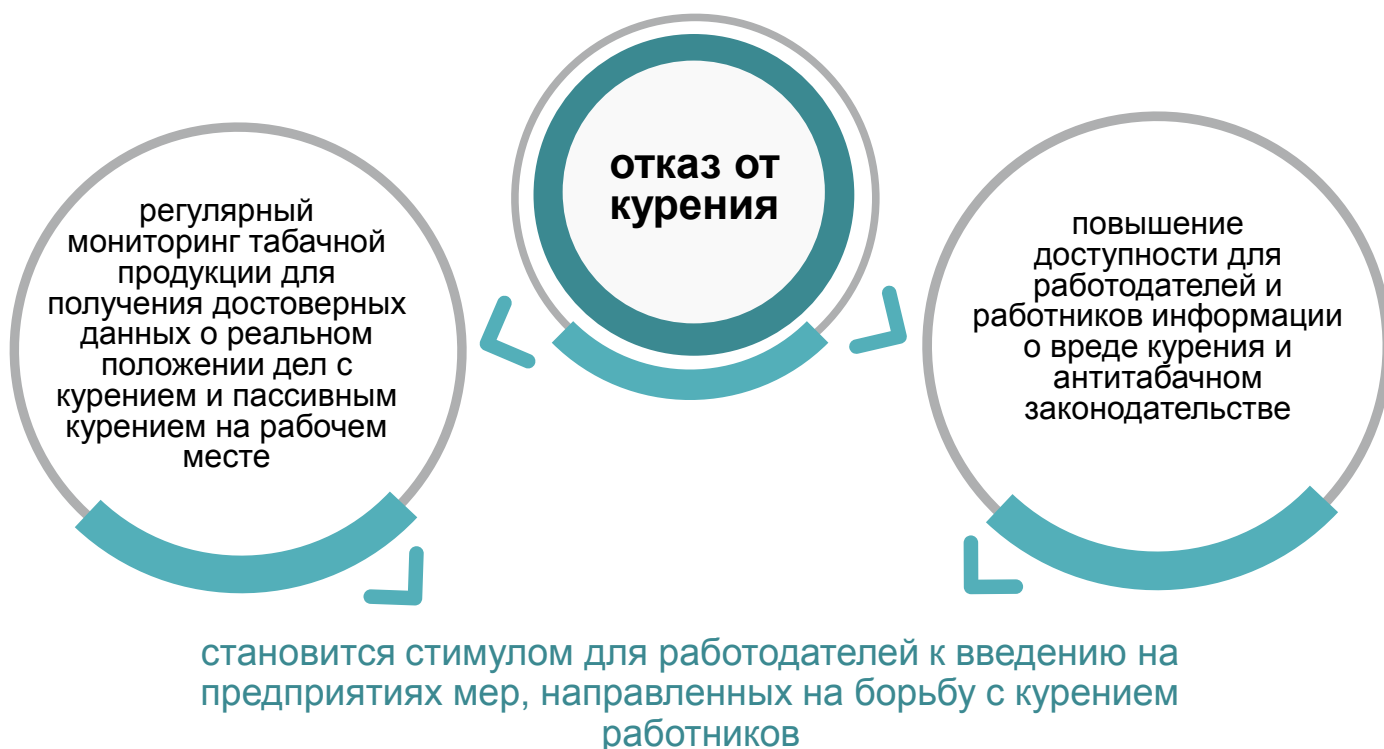 отказ от
курения
регулярный
мониторинг табачной
продукции для
получения достоверных
данных о реальном
положении дел с
курением и пассивным
курением на рабочем
месте
повышение
доступности для
работодателей и
работников информации
о вреде курения и
антитабачном
законодательстве
становится стимулом для работодателей к введению на
предприятиях мер, направленных на борьбу с курением
работников